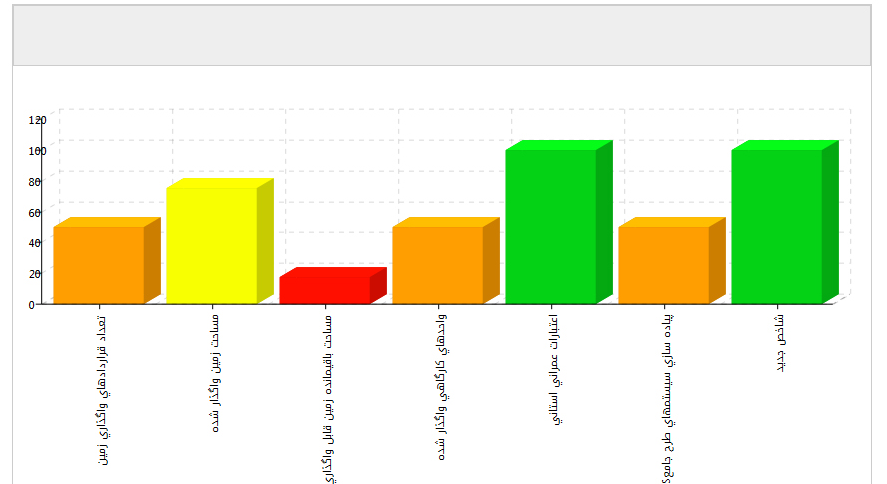 120
100
80
60
40
20
0
تعداد قراردادهاي واگذاري زمين
مساحت زمين واگذار شده
مساحت باقيمانده زمين قابل واگذاري
واحدهاي کارگاهي واگذار شده
اعتبارات عمراني استاني
پياده سازي سيستمهاي طرح جامع
شاخص جديد